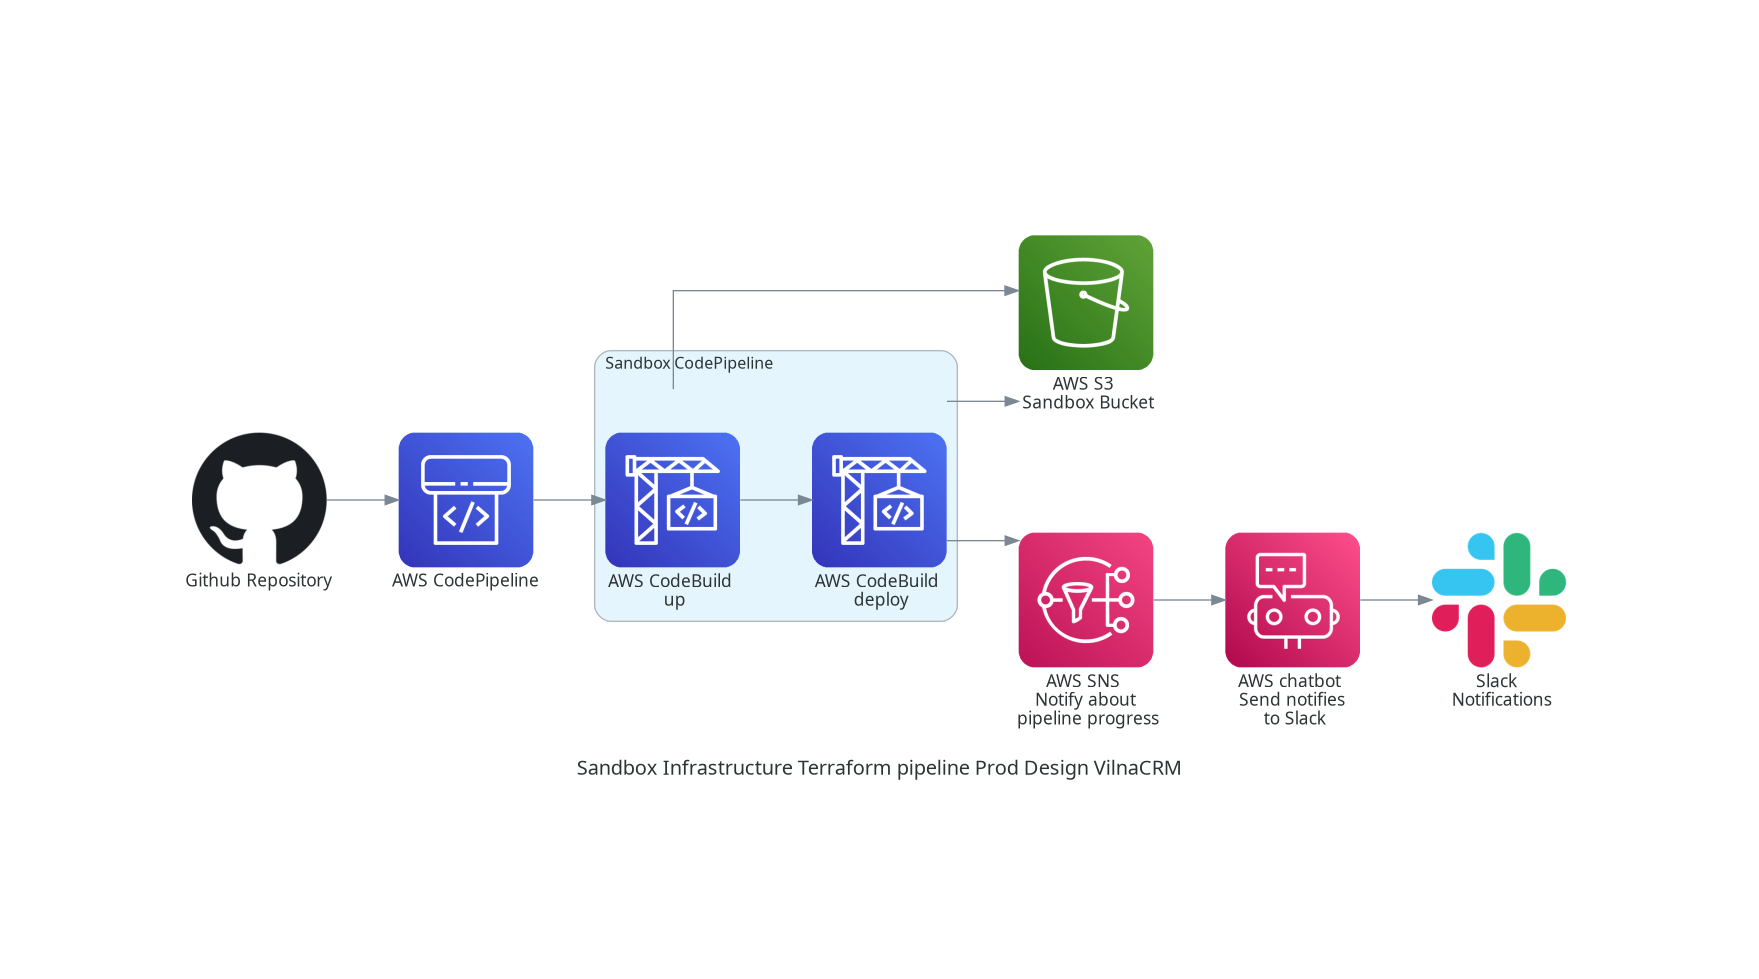 AWS S3
Sandbox Bucket
Sandbox CodePipeline
Github Repository
AWS CodePipeline
AWS CodeBuild
up
AWS CodeBuild
deploy
AWS SNS
Notify about
pipeline progress
AWS chatbot
Send notifies
to Slack
Slack
Notifications
Sandbox Infrastructure Terraform pipeline Prod Design VilnaCRM